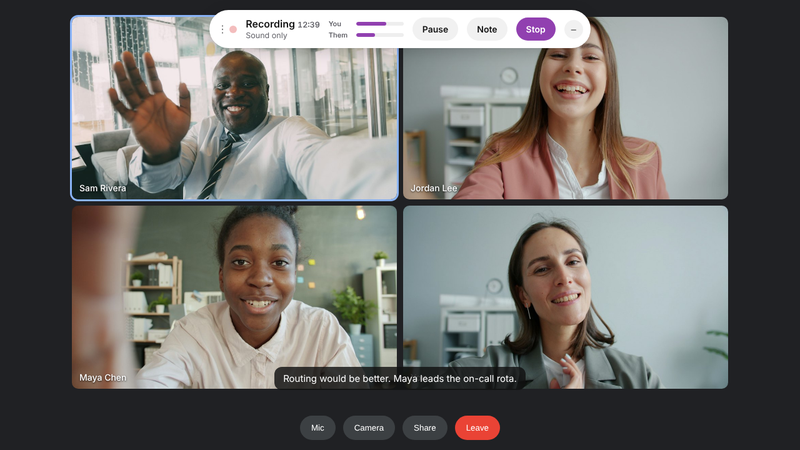 Recording 12:39
Sound only
You
Them
Pause
Note
Stop
Sam Rivera
Jordan Lee
Maya Chen
Routing would be better. Maya leads the on-call rota.
Mic
Camera
Share
Leave